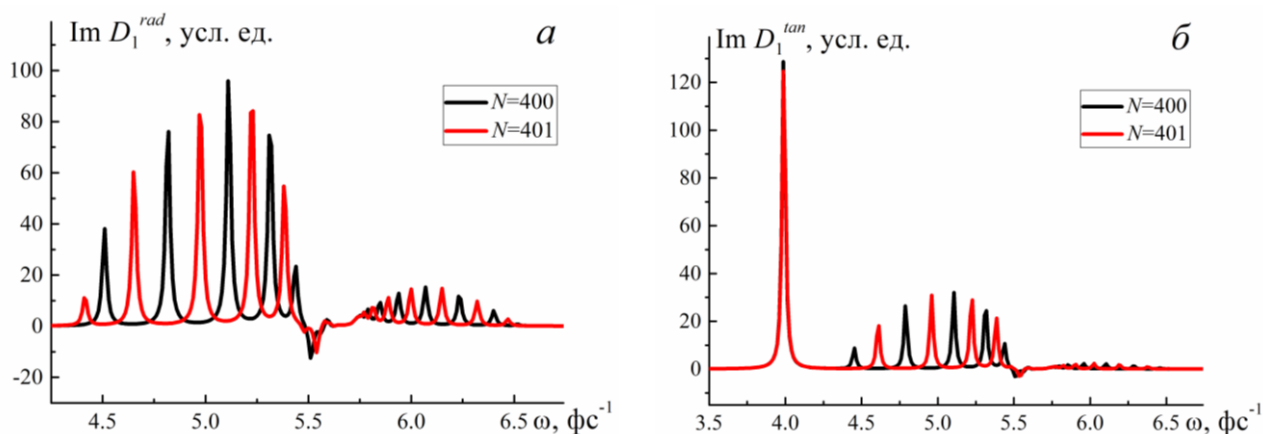 Im D₁ʳᵃᵈ, усл. ед.
а
N=400
N=401
100
80
60
40
20
0
-20
4.5 5.0 5.5 6.0 6.5 ω, фс⁻¹
Im D₁ᵗᵃⁿ, усл. ед.
б
N=400
N=401
120
100
80
60
40
20
0
3.5 4.0 4.5 5.0 5.5 6.0 6.5 ω, фс⁻¹